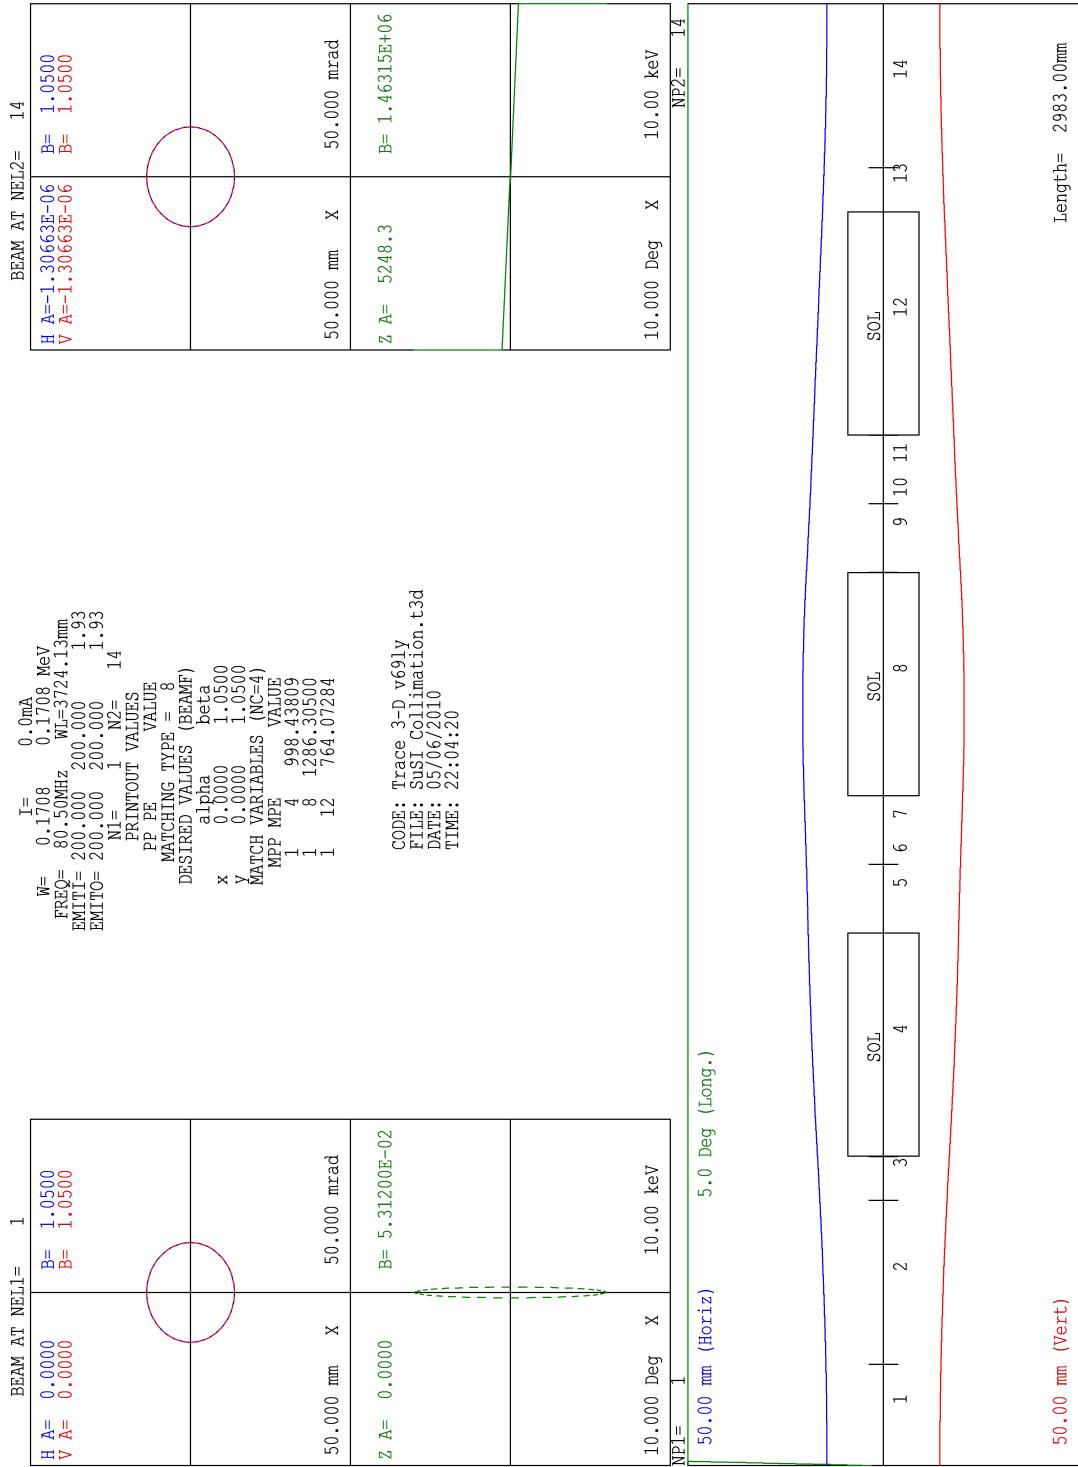 BEAM AT NEL1= 1
H A= 0.0000 B= 1.0500
V A= 0.0000 B= 1.0500
50.000 mm X 50.000 mrad
Z A= 0.0000 B= 5.31200E-02
10.000 Deg X 10.00 keV
NP1= 1
I= 0.0mA
W= 0.1708 0.1708 MeV
FREQ= 80.50MHz WL=3724.13mm
EMITI= 200.000 200.000 1.93
EMITO= 200.000 200.000 1.93
N1= 1 N2= 14
PRINTOUT VALUES
PP PE VALUE
MATCHING TYPE = 8
DESIRED VALUES (BEAMF)
alpha beta
x 0.0000 1.0500
y 0.0000 1.0500
MATCH VARIABLES (NC=4)
MPP MPE VALUE
1 4 998.43809
1 8 1286.30500
1 12 764.07284
CODE: Trace 3-D v69ly
FILE: SuSI Collimation.t3d
DATE: 05/06/2010
TIME: 22:04:20
BEAM AT NEL2= 14
H A=-1.30663E-06 B= 1.0500
V A=-1.30663E-06 B= 1.0500
50.000 mm X 50.000 mrad
Z A= 5248.3 B= 1.46315E+06
10.000 Deg X 10.00 keV
NP2= 14
50.00 mm (Horiz) 5.0 Deg (Long.)
SOL SOL SOL
1 2 3 4 5 6 7 8 9 10 11 12 13 14
50.00 mm (Vert) Length= 2983.00mm